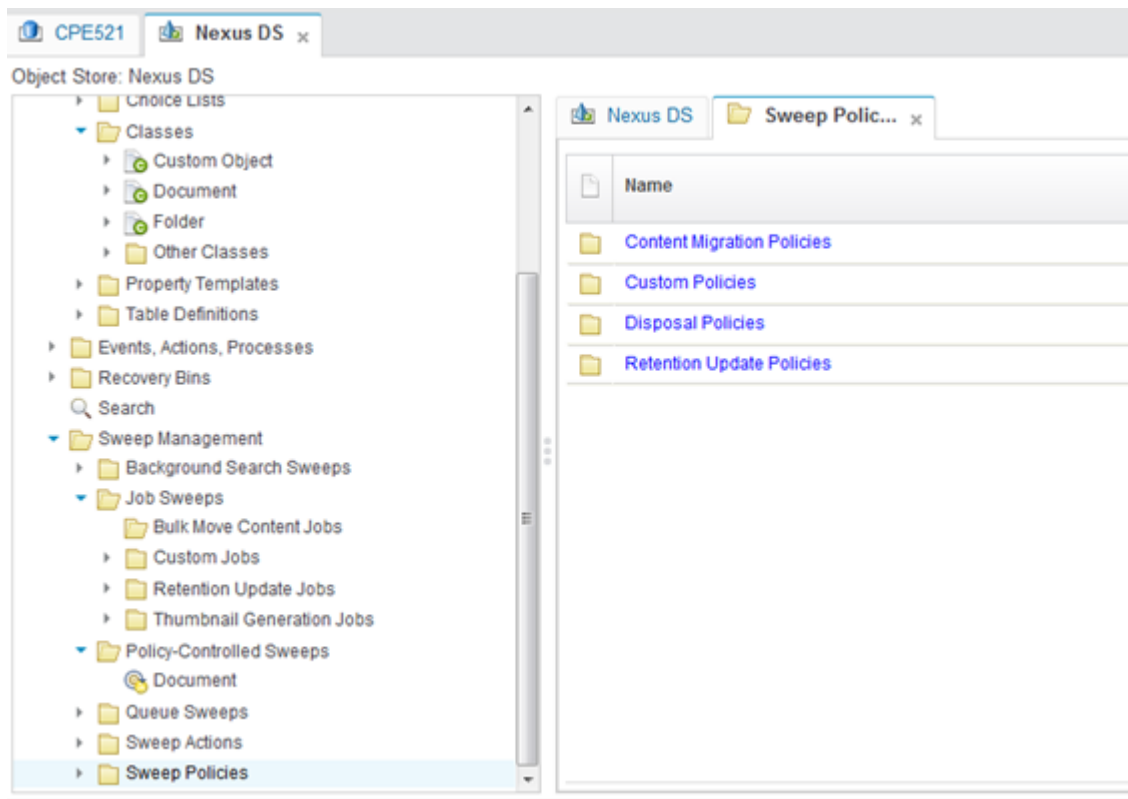 CPE521
Nexus DS
Object Store: Nexus DS
Choice Lists
Classes
Custom Object
Document
Folder
Other Classes
Property Templates
Table Definitions
Events, Actions, Processes
Recovery Bins
Search
Sweep Management
Background Search Sweeps
Job Sweeps
Bulk Move Content Jobs
Custom Jobs
Retention Update Jobs
Thumbnail Generation Jobs
Policy-Controlled Sweeps
Document
Queue Sweeps
Sweep Actions
Sweep Policies
Nexus DS
Sweep Polic...
Name
Content Migration Policies
Custom Policies
Disposal Policies
Retention Update Policies